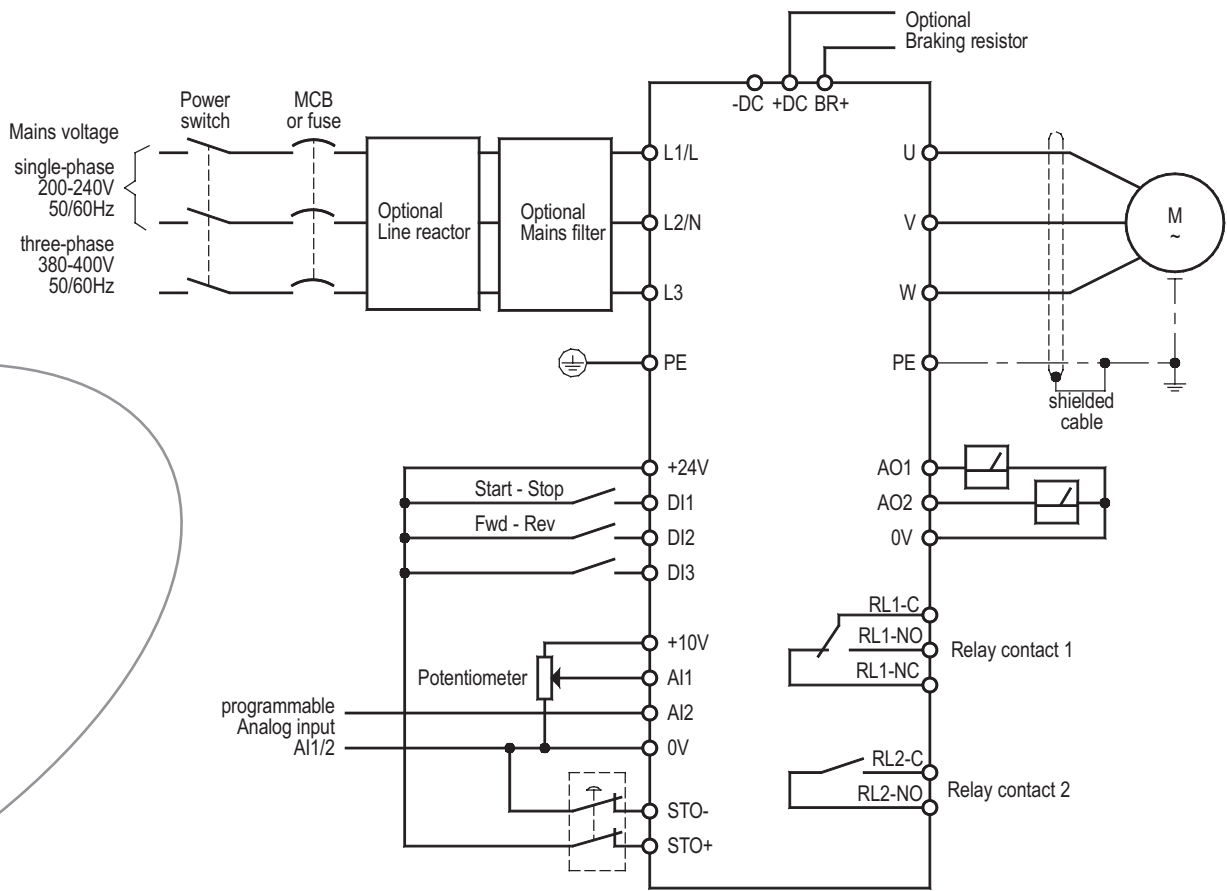 Optional
Braking resistor
-DC +DC BR+
Power
switch
MCB
or fuse
Mains voltage
single-phase
200-240V
50/60Hz
three-phase
380-400V
50/60Hz
Optional
Line reactor
Optional
Mains filter
L1/L
L2/N
L3
PE
U
V
W
PE
M
~
shielded
cable
+24V
Start - Stop
DI1
Fwd - Rev
DI2
DI3
+10V
Potentiometer
AI1
programmable
Analog input
AI1/2
AI2
0V
STO-
STO+
AO1
AO2
0V
RL1-C
RL1-NO
RL1-NC
Relay contact 1
RL2-C
RL2-NO
Relay contact 2